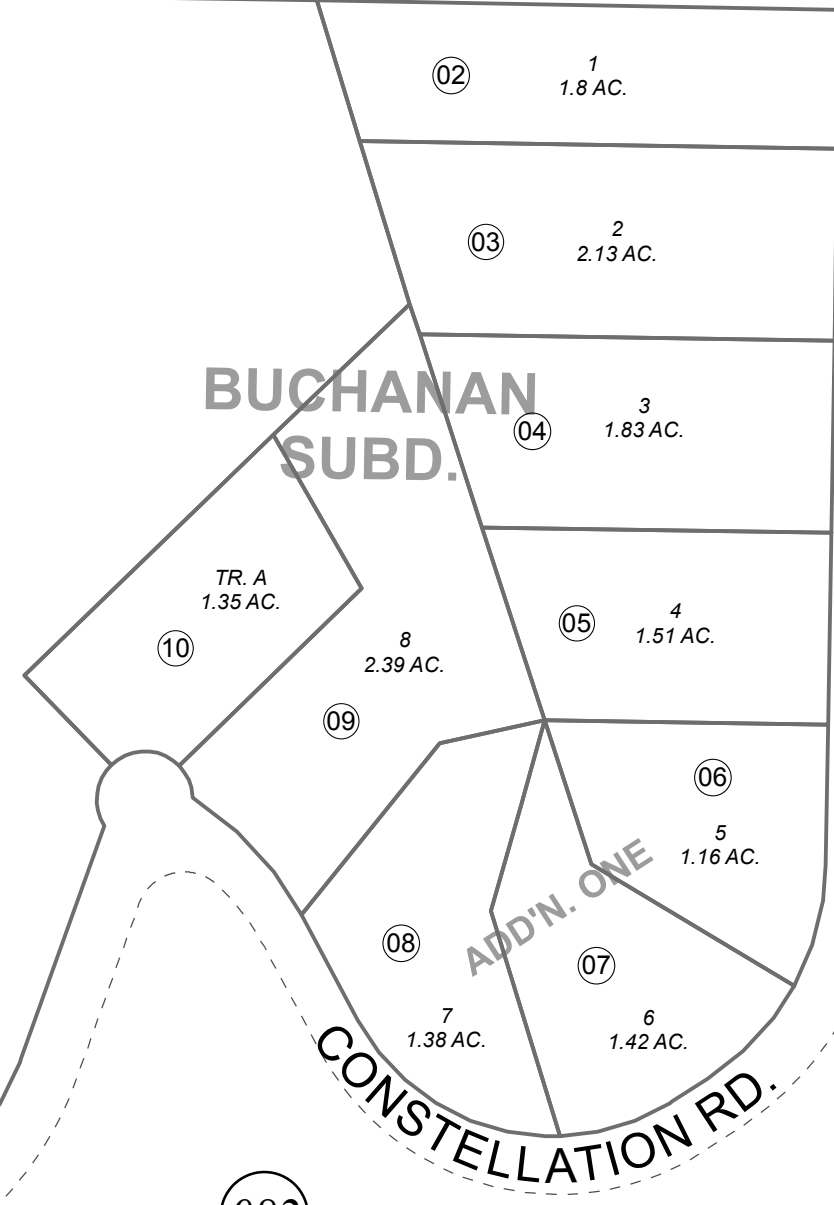 02
1
1.8 AC.
03
2
2.13 AC.
BUCHANAN
SUBD.
04
3
1.83 AC.
TR. A
1.35 AC.
10
05
4
1.51 AC.
8
2.39 AC.
09
06
5
1.16 AC.
ADD'N. ONE
08
07
7
1.38 AC.
6
1.42 AC.
CONSTELLATION RD.